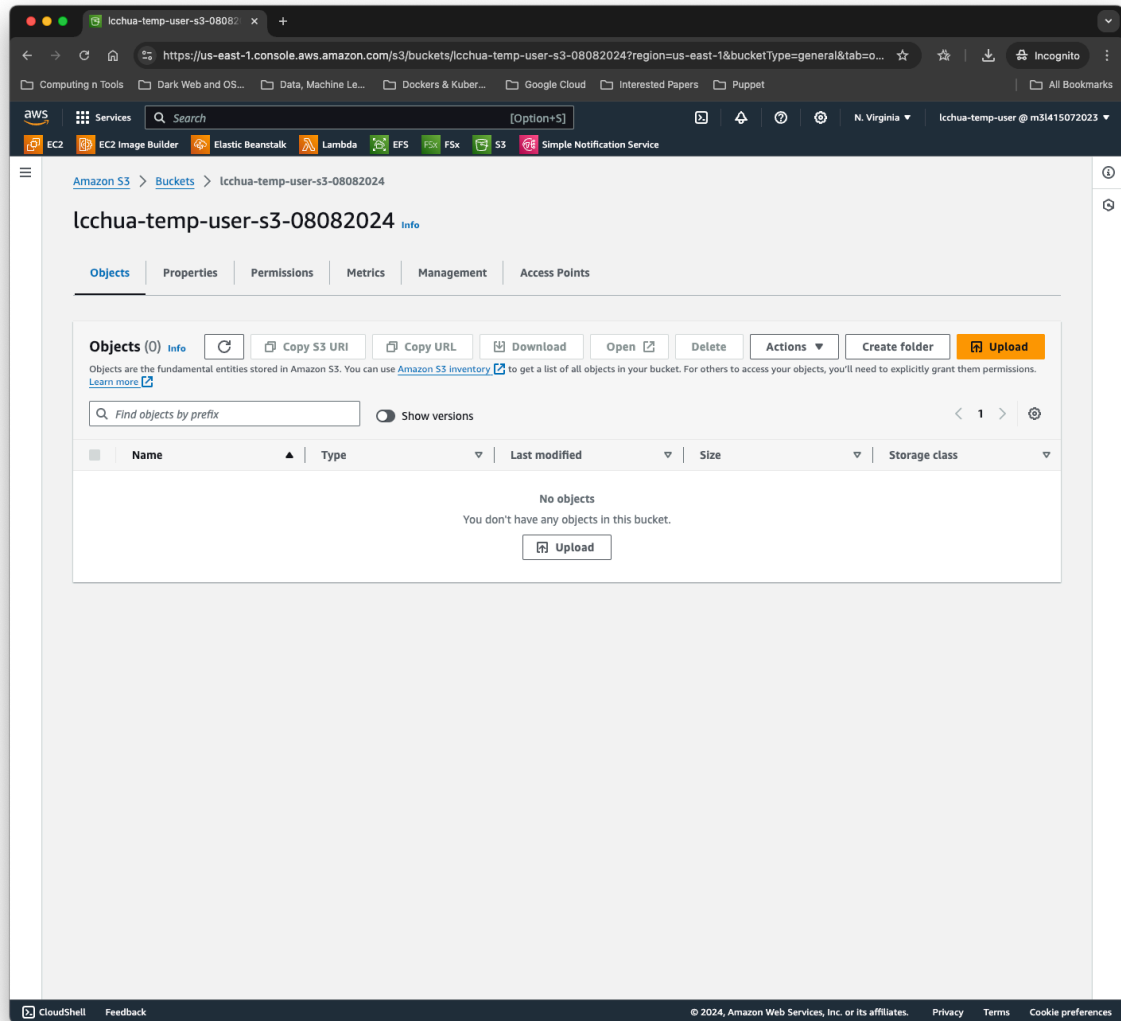 lcchua-temp-user-s3-08082
https://us-east-1.console.aws.amazon.com/s3/buckets/lcchua-temp-user-s3-08082024?region=us-east-1&bucketType=general&tab=o... Incognito
Computing n Tools Dark Web and OS... Data, Machine Le... Dockers & Kuber... Google Cloud Interested Papers Puppet All Bookmarks
aws Services Search [Option+S] N. Virginia lcchua-temp-user @ m3l415072023
EC2 EC2 Image Builder Elastic Beanstalk Lambda EFS FSx FSx S3 Simple Notification Service
Amazon S3 > Buckets > lcchua-temp-user-s3-08082024
lcchua-temp-user-s3-08082024 Info
Objects Properties Permissions Metrics Management Access Points
Objects (0) Info Copy S3 URI Copy URL Download Open Delete Actions Create folder Upload
Objects are the fundamental entities stored in Amazon S3. You can use Amazon S3 inventory to get a list of all objects in your bucket. For others to access your objects, you'll need to explicitly grant them permissions.
Learn more
Find objects by prefix Show versions 1
Name Type Last modified Size Storage class
No objects
You don't have any objects in this bucket.
Upload
CloudShell Feedback © 2024, Amazon Web Services, Inc. or its affiliates. Privacy Terms Cookie preferences